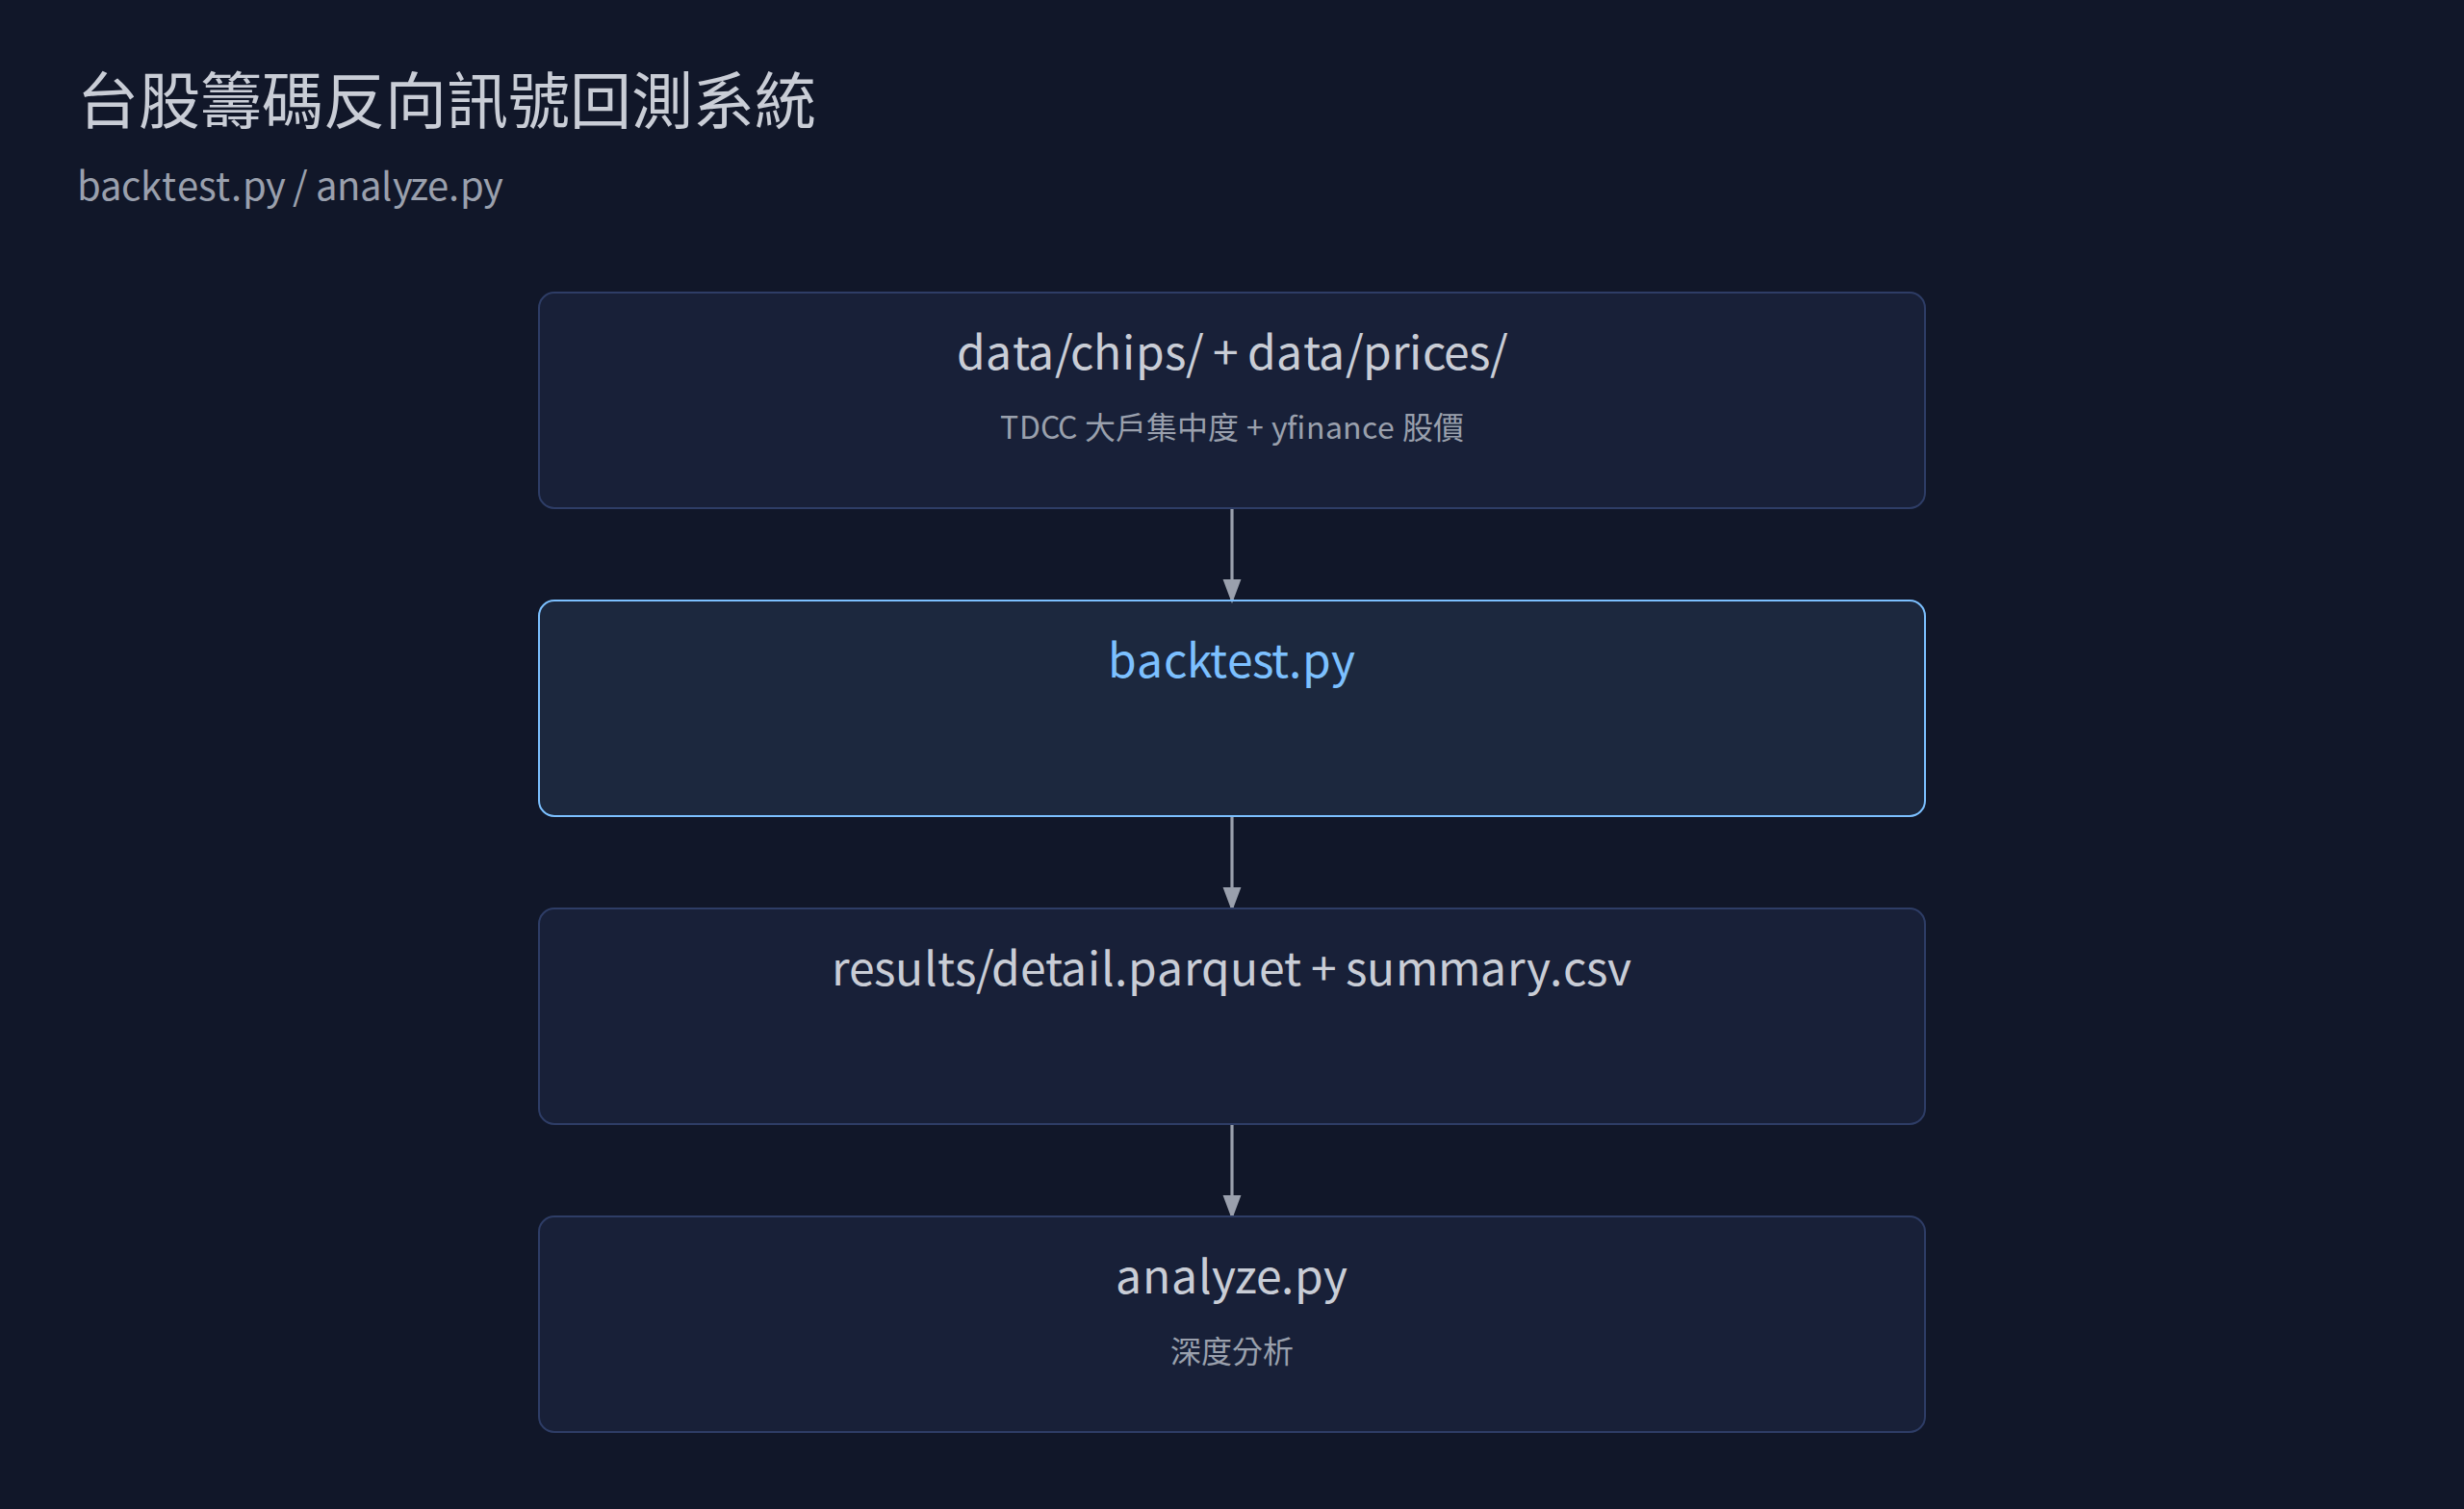 台股籌碼反向訊號回測系統
backtest.py / analyze.py
data/chips/ + data/prices/
TDCC 大戶集中度 + yfinance 股價
backtest.py
results/detail.parquet + summary.csv
analyze.py
深度分析